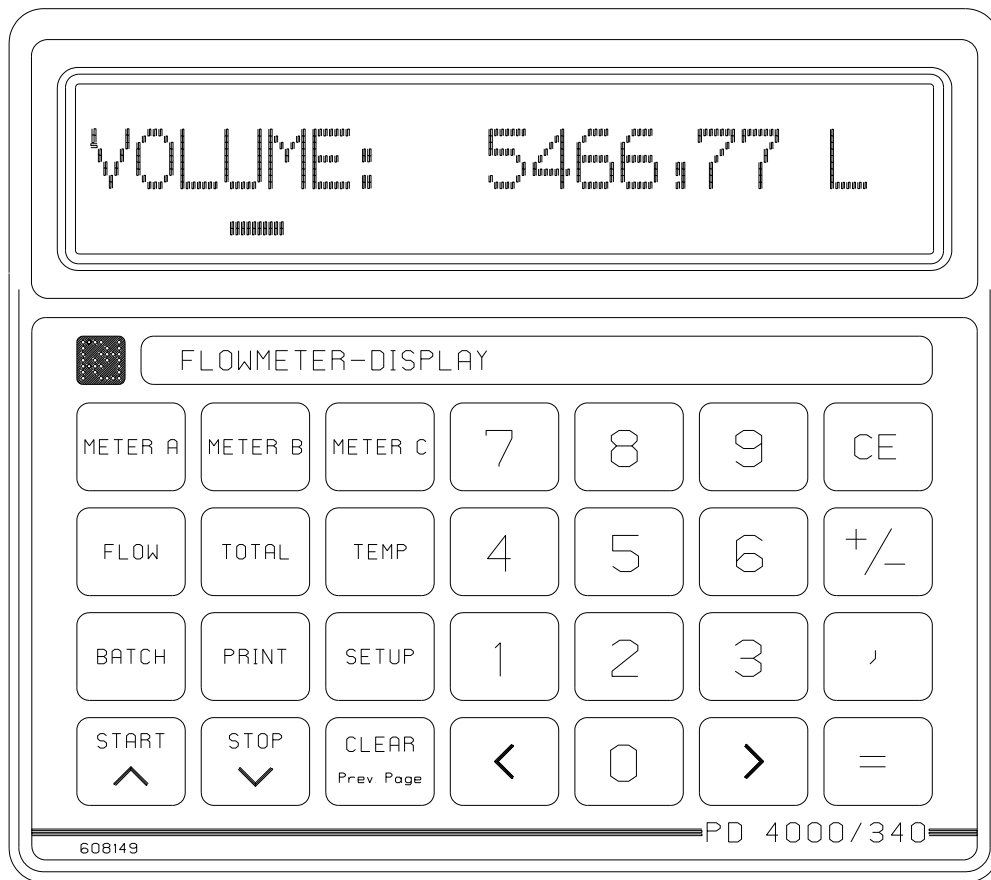 VOLUME: 5466,77 L
FLOWMETER-DISPLAY
METER A METER B METER C 7 8 9 CE
FLOW TOTAL TEMP 4 5 6 +/-
BATCH PRINT SETUP 1 2 3 ,
START STOP CLEAR
Prev. Page
< 0 > =
PD 4000/340
608149